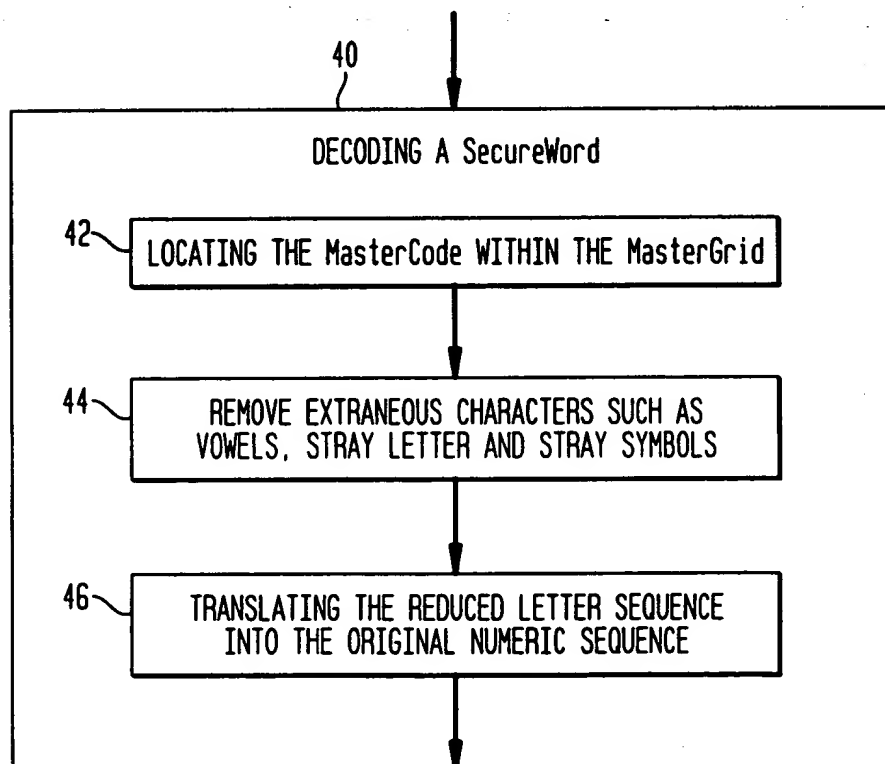 40
DECODING A SecureWord
42
LOCATING THE MasterCode WITHIN THE MasterGrid
44
REMOVE EXTRANEOUS CHARACTERS SUCH AS
VOWELS, STRAY LETTER AND STRAY SYMBOLS
46
TRANSLATING THE REDUCED LETTER SEQUENCE
INTO THE ORIGINAL NUMERIC SEQUENCE